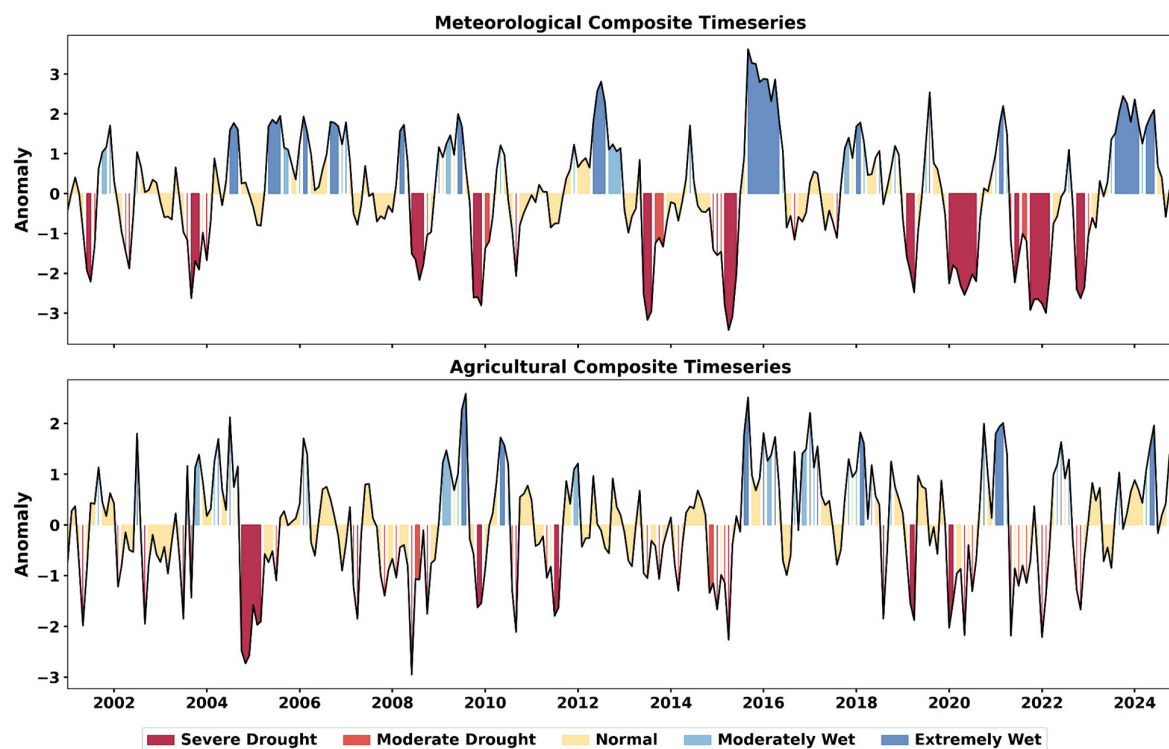 Meteorological Composite Timeseries
3
2
1
0
−1
−2
−3
Anomaly
Agricultural Composite Timeseries
2
1
0
−1
−2
−3
Anomaly
2002 2004 2006 2008 2010 2012 2014 2016 2018 2020 2022 2024
Severe Drought Moderate Drought Normal Moderately Wet Extremely Wet